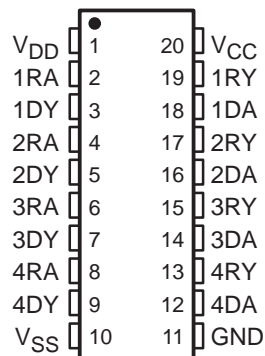 VDD 1 20 VCC
1RA 2 19 1RY
1DY 3 18 1DA
2RA 4 17 2RY
2DY 5 16 2DA
3RA 6 15 3RY
3DY 7 14 3DA
4RA 8 13 4RY
4DY 9 12 4DA
VSS 10 11 GND